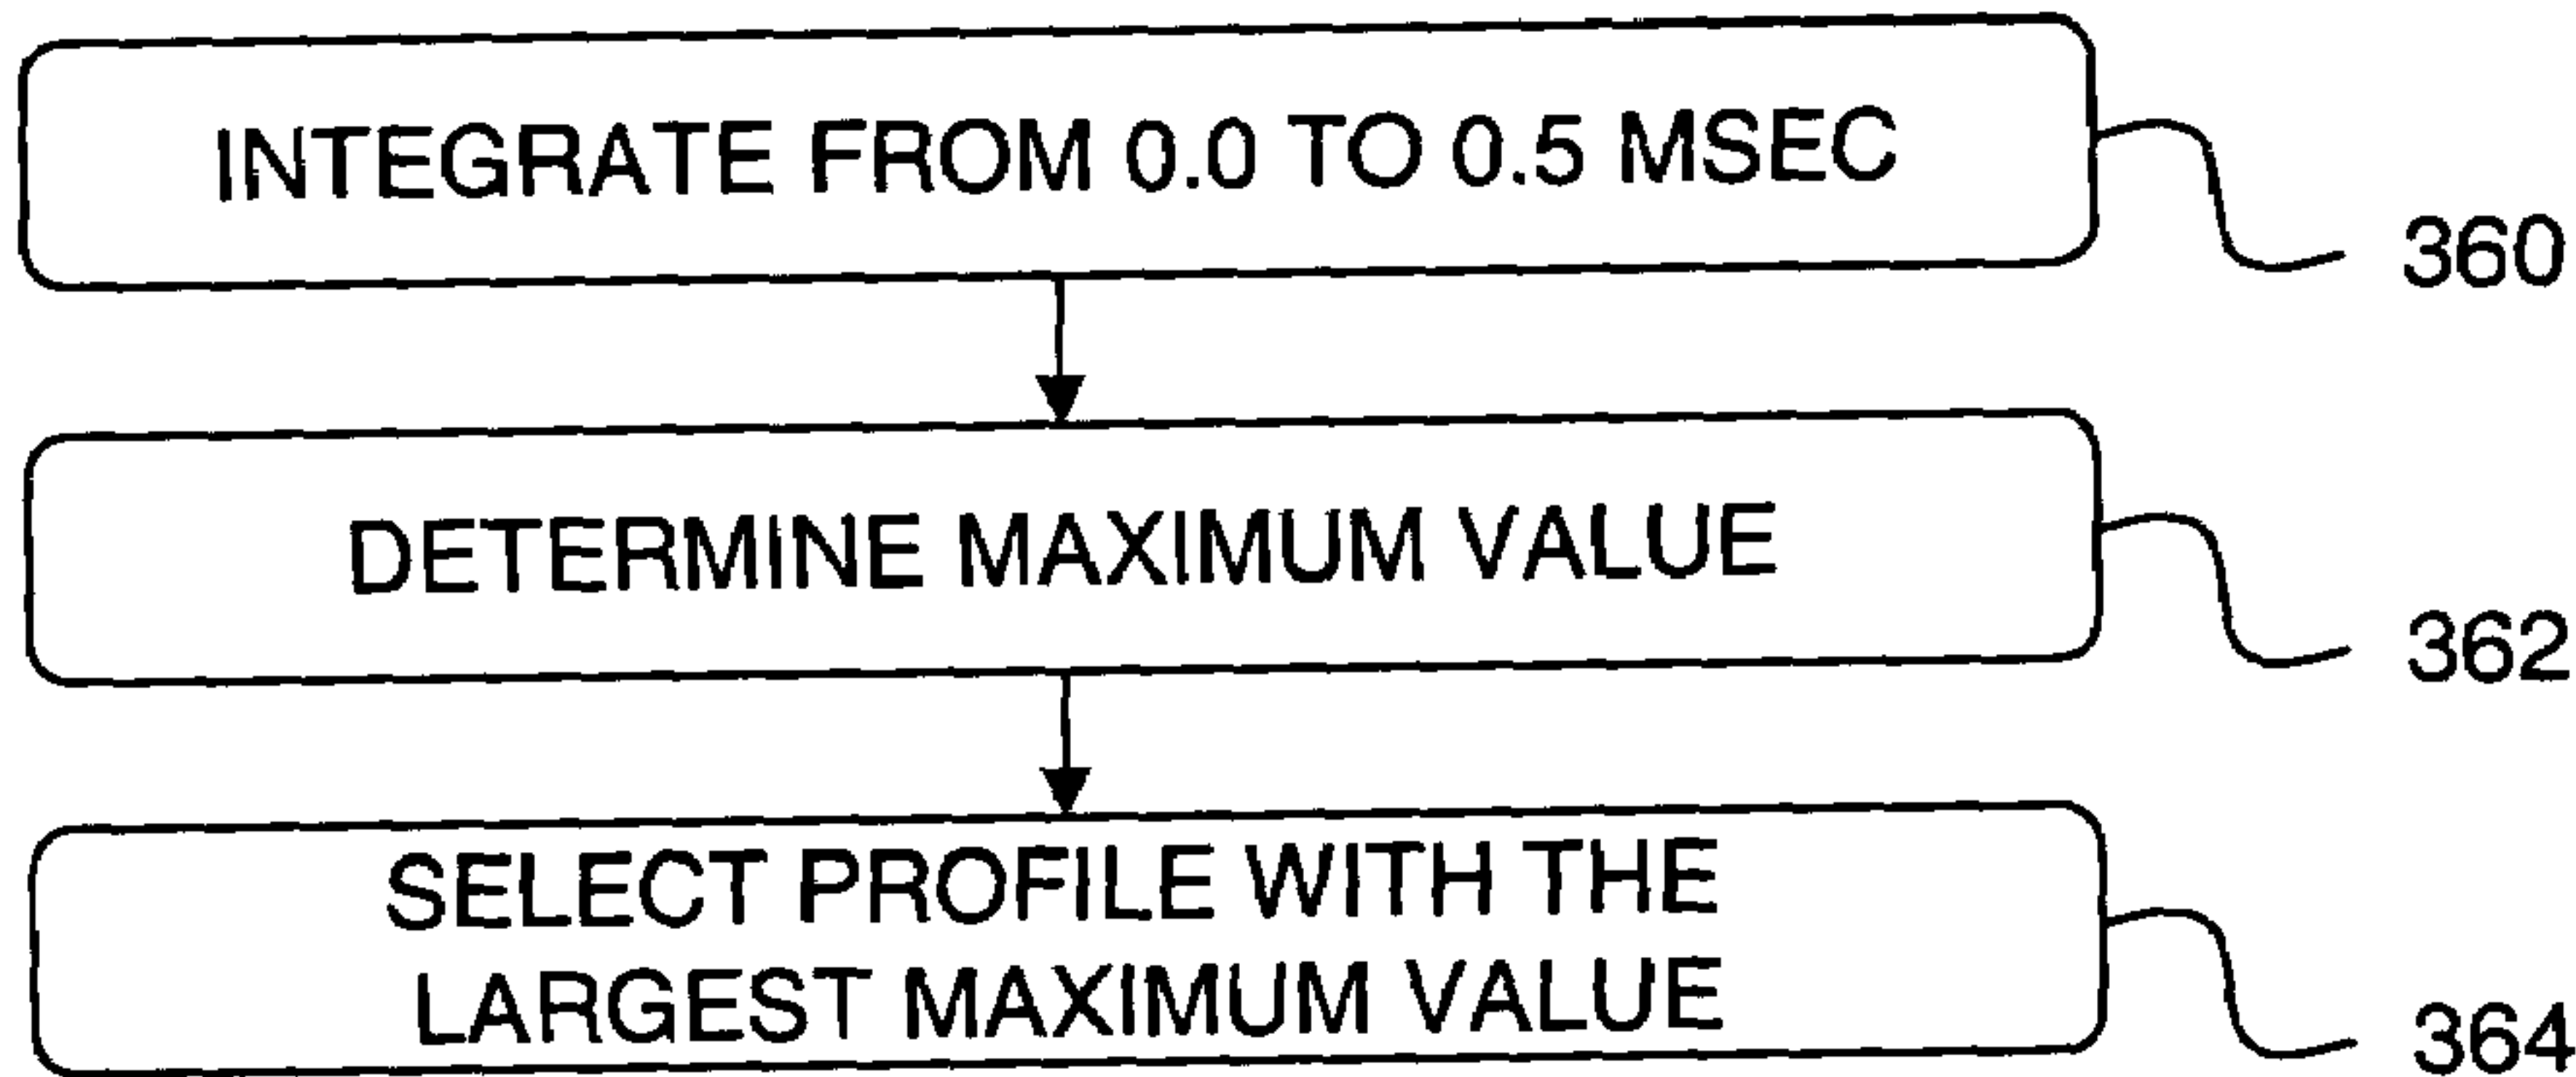 INTEGRATE FROM 0.0 TO 0.5 MSEC
360
DETERMINE MAXIMUM VALUE
362
SELECT PROFILE WITH THE
LARGEST MAXIMUM VALUE
364